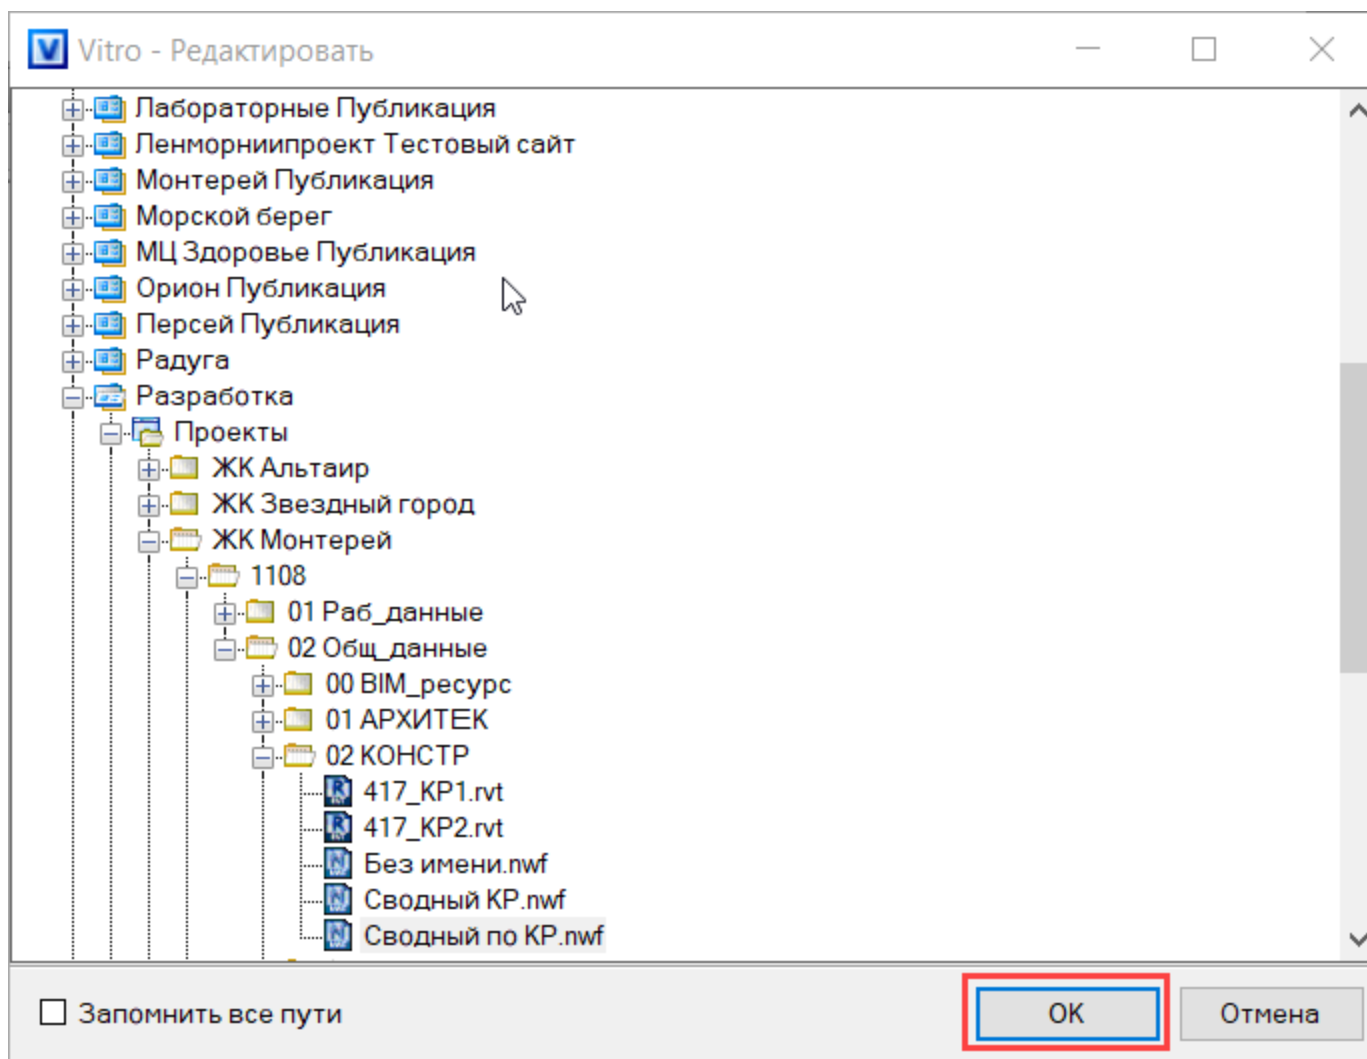 Vitro - Редактировать
Лабораторные Публикация
Ленморниипроект Тестовый сайт
Монтерей Публикация
Морской берег
МЦ Здоровье Публикация
Орион Публикация
Персей Публикация
Радуга
Разработка
Проекты
ЖК Альтаир
ЖК Звездный город
ЖК Монтерей
1108
01 Раб_данные
02 Общ_данные
00 BIM_ресурс
01 АРХИТЕК
02 КОНСТР
417_КР1.rvt
417_КР2.rvt
Без имени.nwf
Сводный КР.nwf
Сводный по КР.nwf
Запомнить все пути
ОК
Отмена